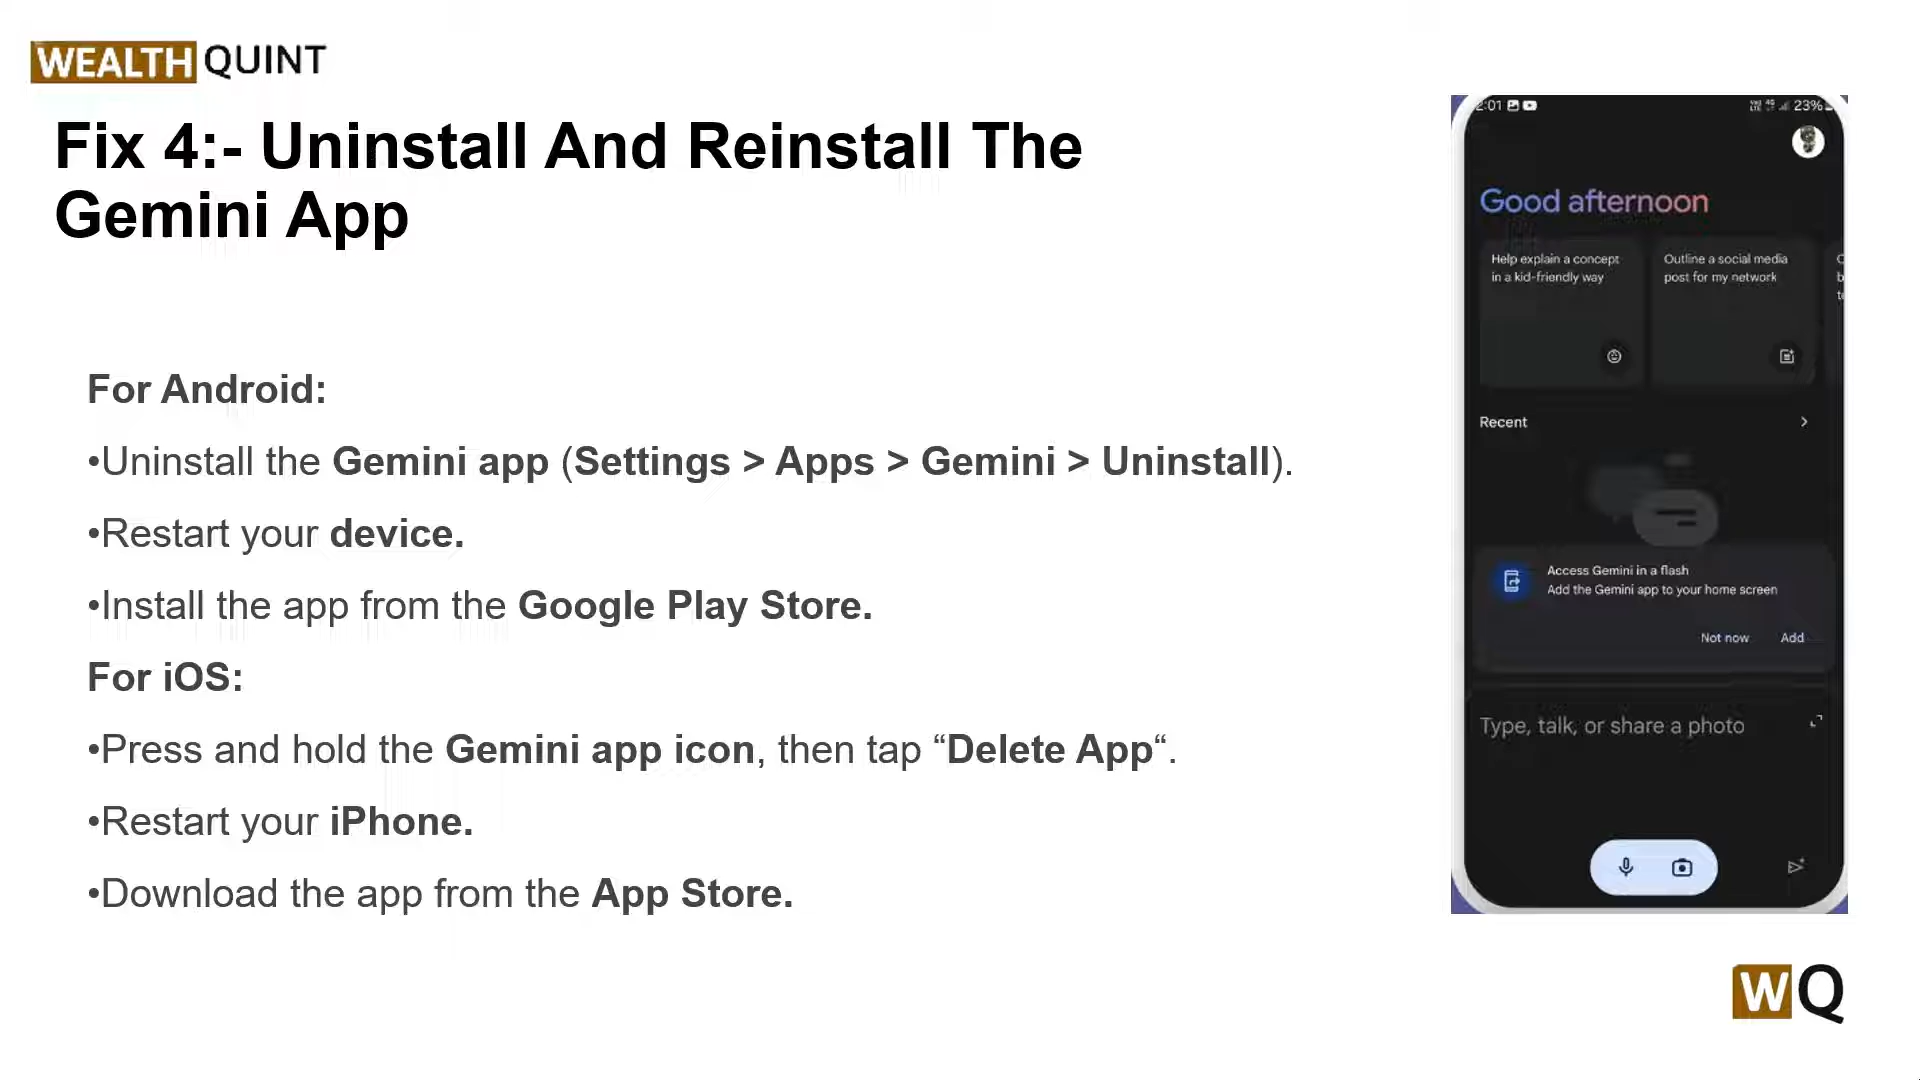 WEALTH QUINT
Fix 4:- Uninstall And Reinstall The
Gemini App
For Android:
•Uninstall the Gemini app (Settings > Apps > Gemini > Uninstall).
•Restart your device.
•Install the app from the Google Play Store.
For iOS:
•Press and hold the Gemini app icon, then tap “Delete App“.
•Restart your iPhone.
•Download the app from the App Store.
2:01 23%
Good afternoon
Help explain a concept
in a kid-friendly way
Outline a social media
post for my network
Recent
Access Gemini in a flash
Add the Gemini app to your home screen
Not now Add
Type, talk, or share a photo
WQ